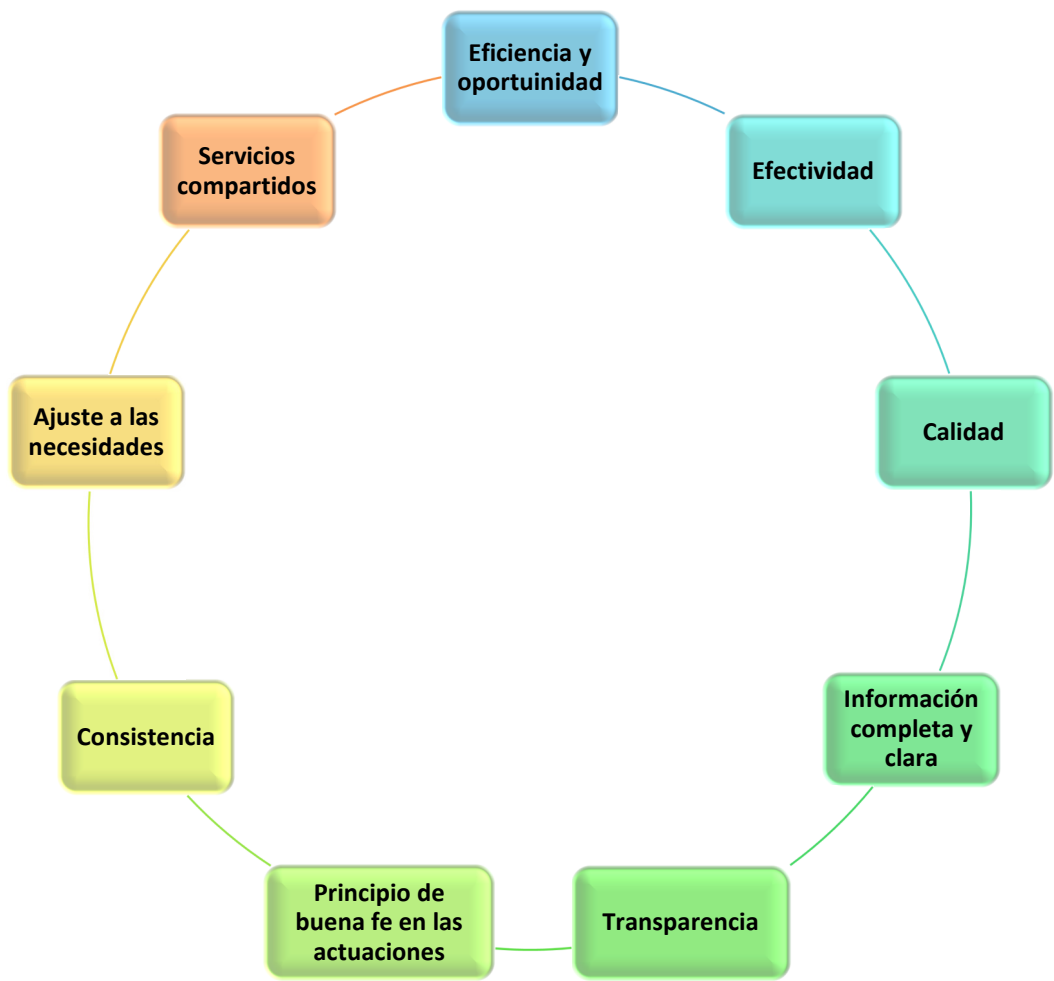 Eficiencia y
oportuinidad
Efectividad
Calidad
Información
completa y
clara
Transparencia
Principio de
buena fe en las
actuaciones
Consistencia
Ajuste a las
necesidades
Servicios
compartidos